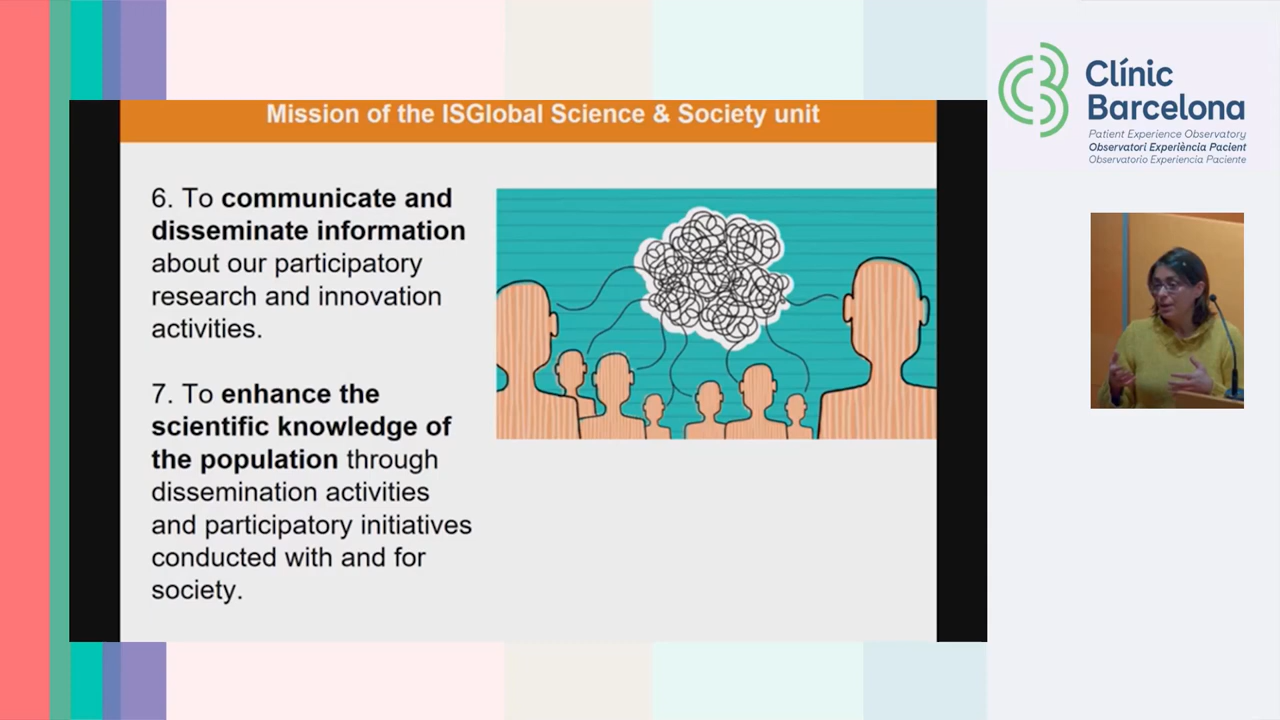 Mission of the ISGlobal Science & Society unit
6. To communicate and
disseminate information
about our participatory
research and innovation
activities.
7. To enhance the
scientific knowledge of
the population through
dissemination activities
and participatory initiatives
conducted with and for
society.
Clínic
Barcelona
Patient Experience Observatory
Observatori Experiència Pacient
Observatorio Experiencia Paciente